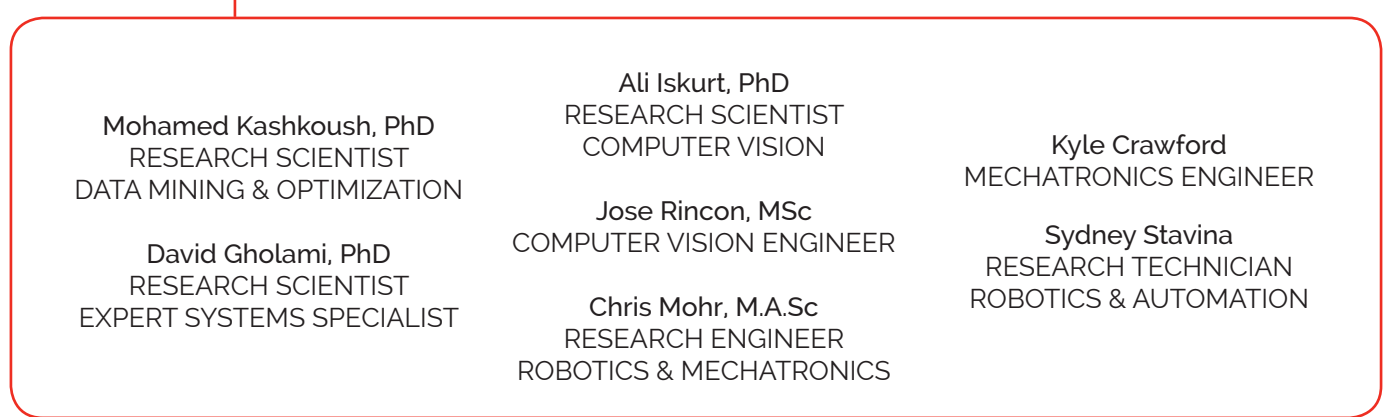 Mohamed Kashkoush, PhD
RESEARCH SCIENTIST
DATA MINING & OPTIMIZATION
David Gholami, PhD
RESEARCH SCIENTIST
EXPERT SYSTEMS SPECIALIST
Ali Iskurt, PhD
RESEARCH SCIENTIST
COMPUTER VISION
Jose Rincon, MSc
COMPUTER VISION ENGINEER
Chris Mohr, M.A.Sc
RESEARCH ENGINEER
ROBOTICS & MECHATRONICS
Kyle Crawford
MECHATRONICS ENGINEER
Sydney Stavina
RESEARCH TECHNICIAN
ROBOTICS & AUTOMATION